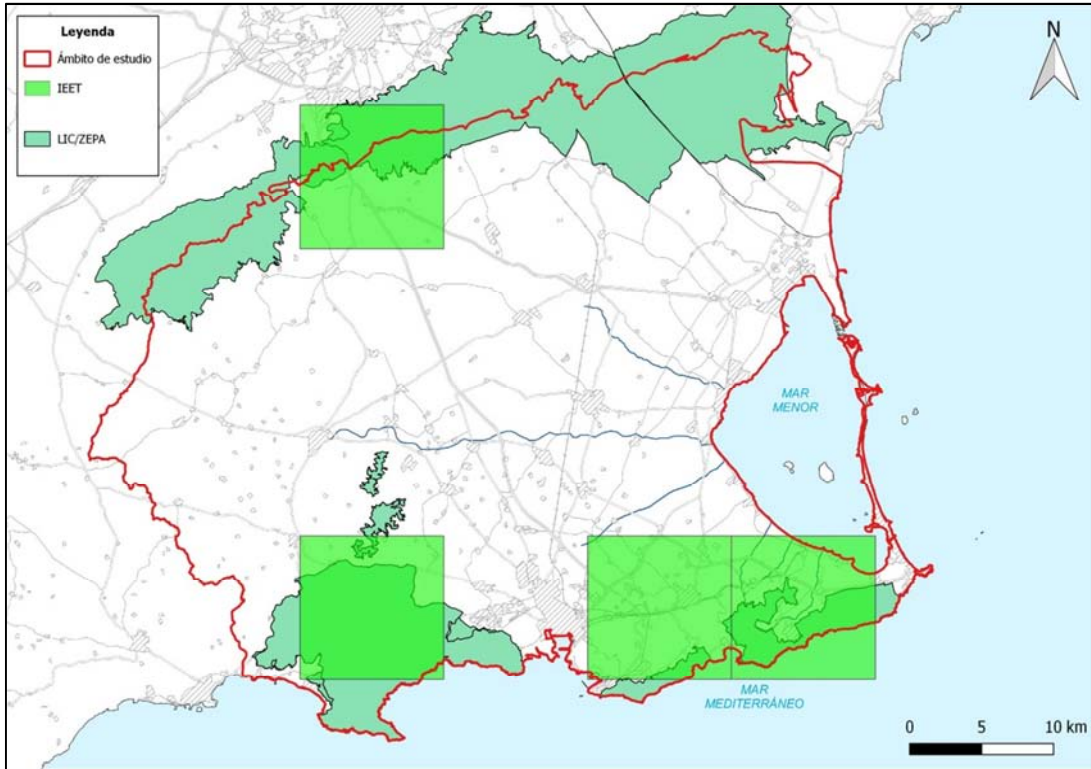 Leyenda
Ámbito de estudio
IEET
LIC/ZEPA
N
MAR
MENOR
MAR
MEDITERRÁNEO
0 5 10 km